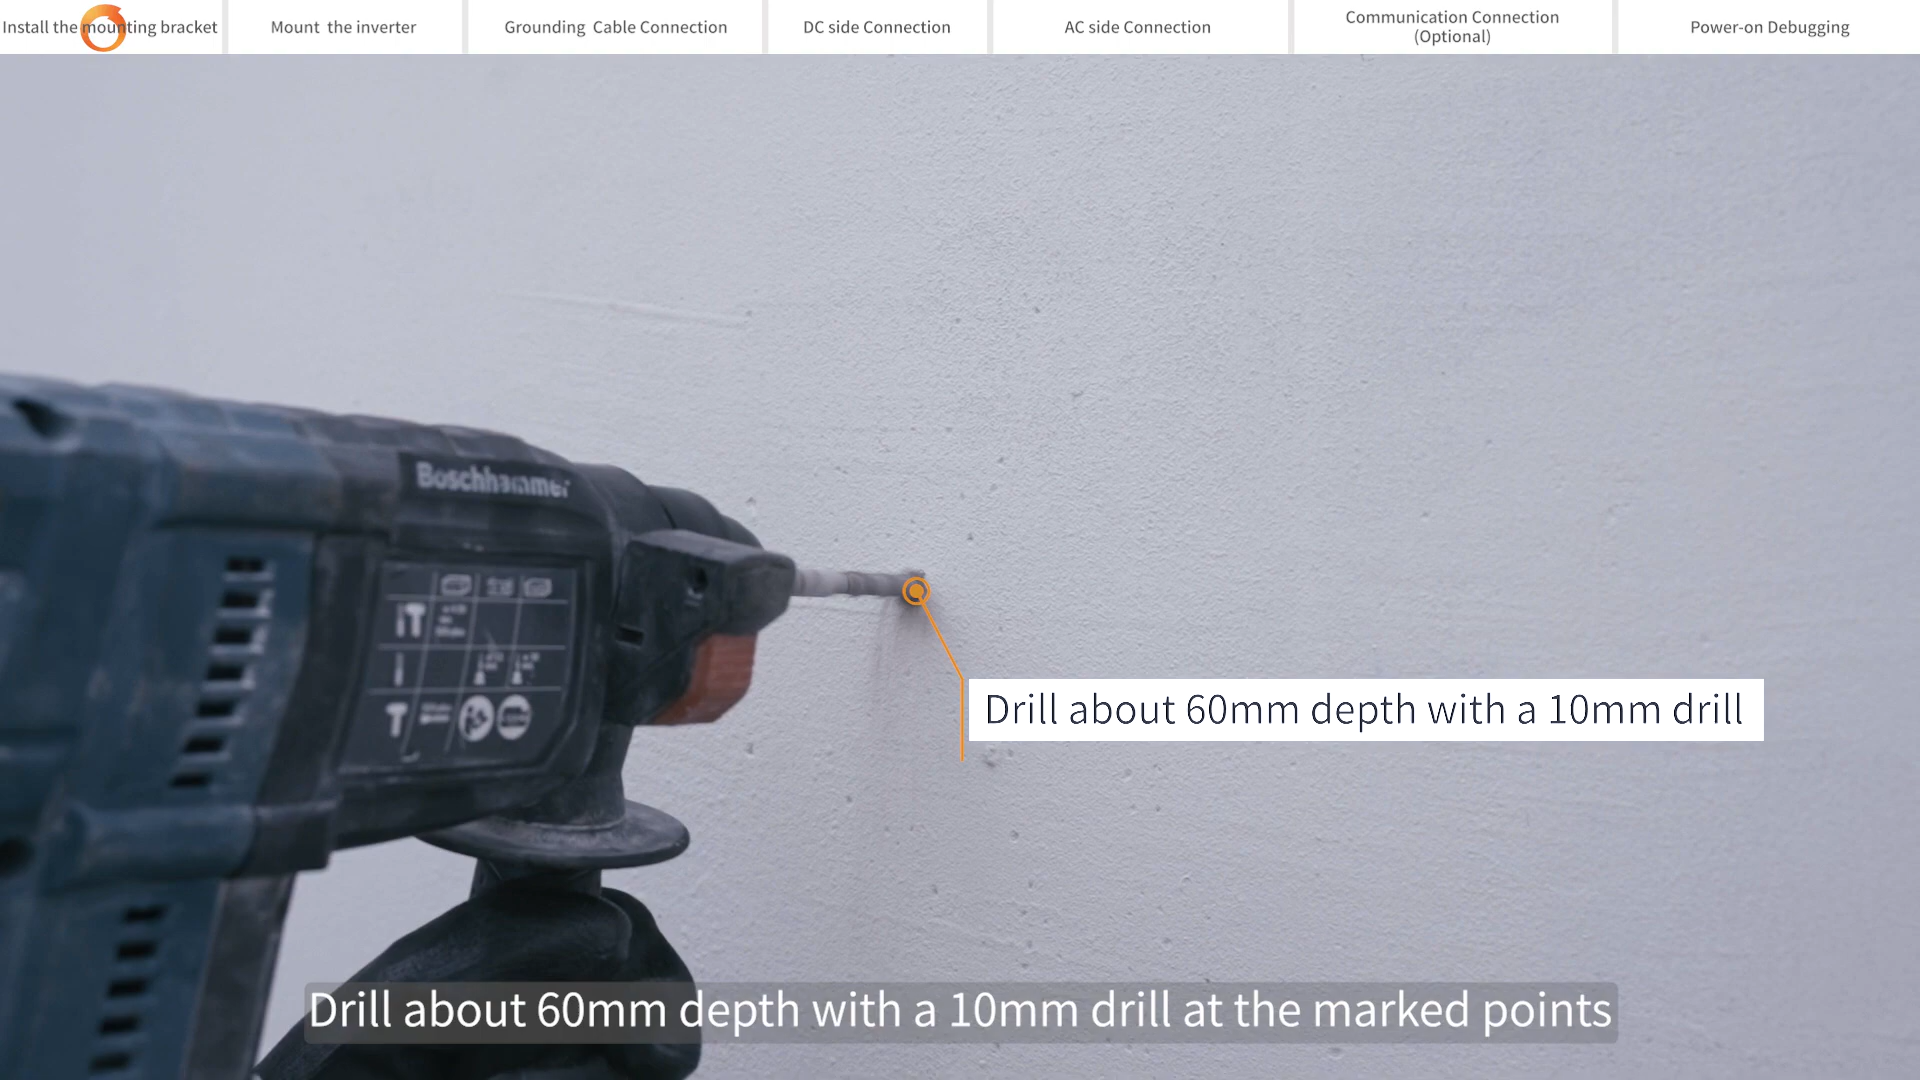 Install the mounting bracket
Mount the inverter
Grounding Cable Connection
DC side Connection
AC side Connection
Communication Connection
(Optional)
Power-on Debugging
Boschhammer
Drill about 60mm depth with a 10mm drill
Drill about 60mm depth with a 10mm drill at the marked points